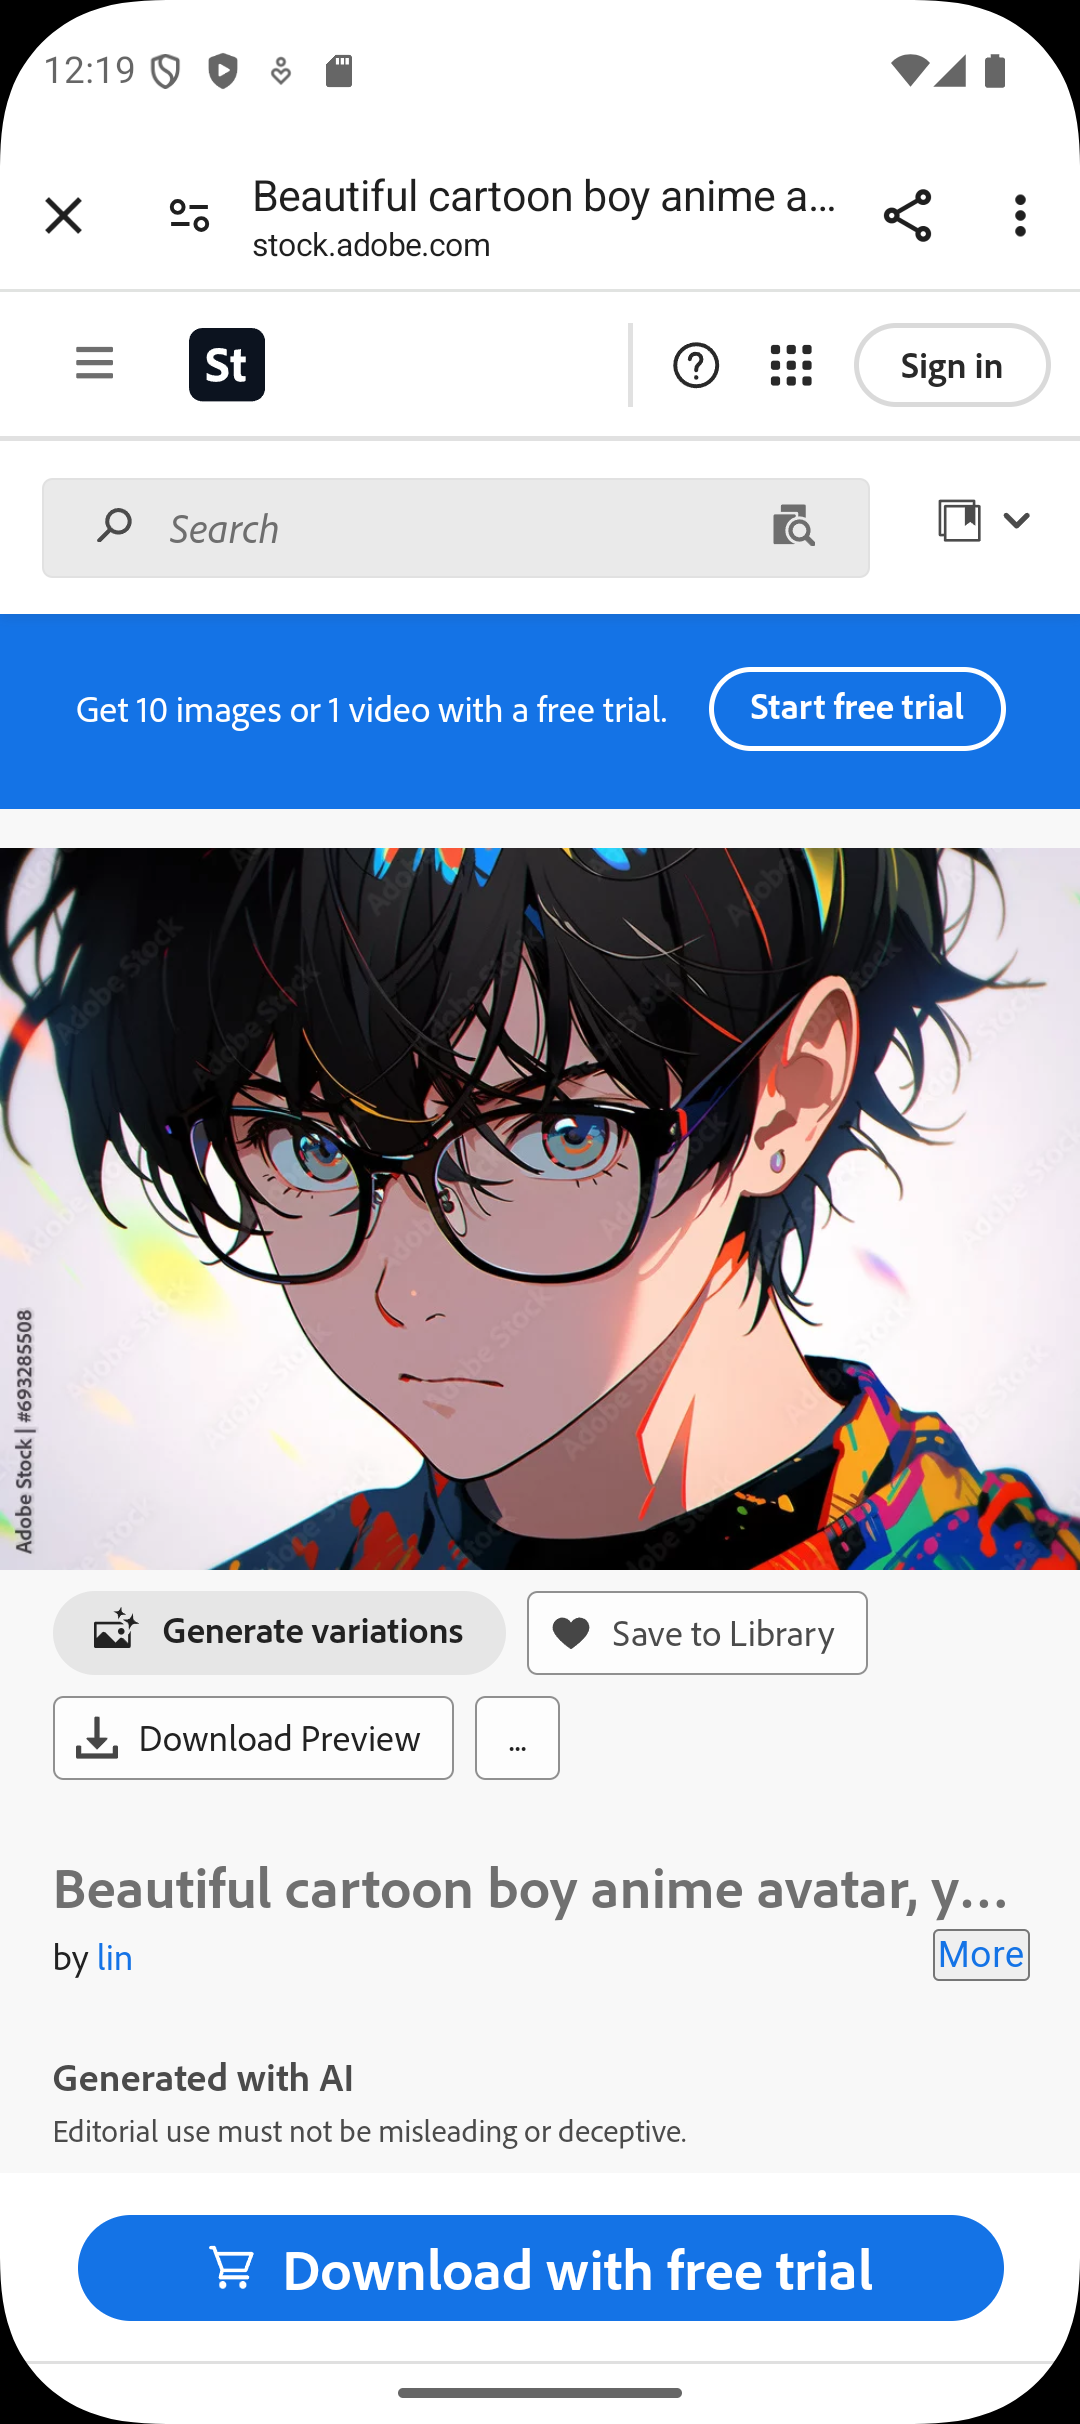 12:19
Beautiful cartoon boy anime a...
stock.adobe.com
St
Sign in
Search
Get 10 images or 1 video with a free trial.
Start free trial
Adobe Stock | #693285508
Generate variations
Save to Library
Download Preview
...
Beautiful cartoon boy anime avatar, y...
by lin
More
Generated with AI
Editorial use must not be misleading or deceptive.
Download with free trial